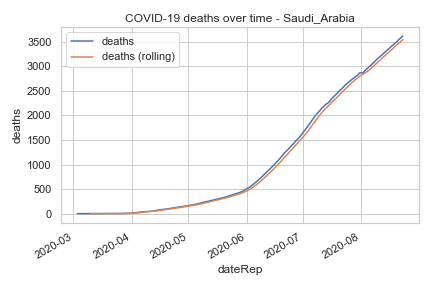 COVID-19 deaths over time - Saudi_Arabia
deaths
deaths (rolling)
3500
3000
2500
2000
1500
1000
500
0
deaths
2020-03
2020-04
2020-05
2020-06
2020-07
2020-08
dateRep